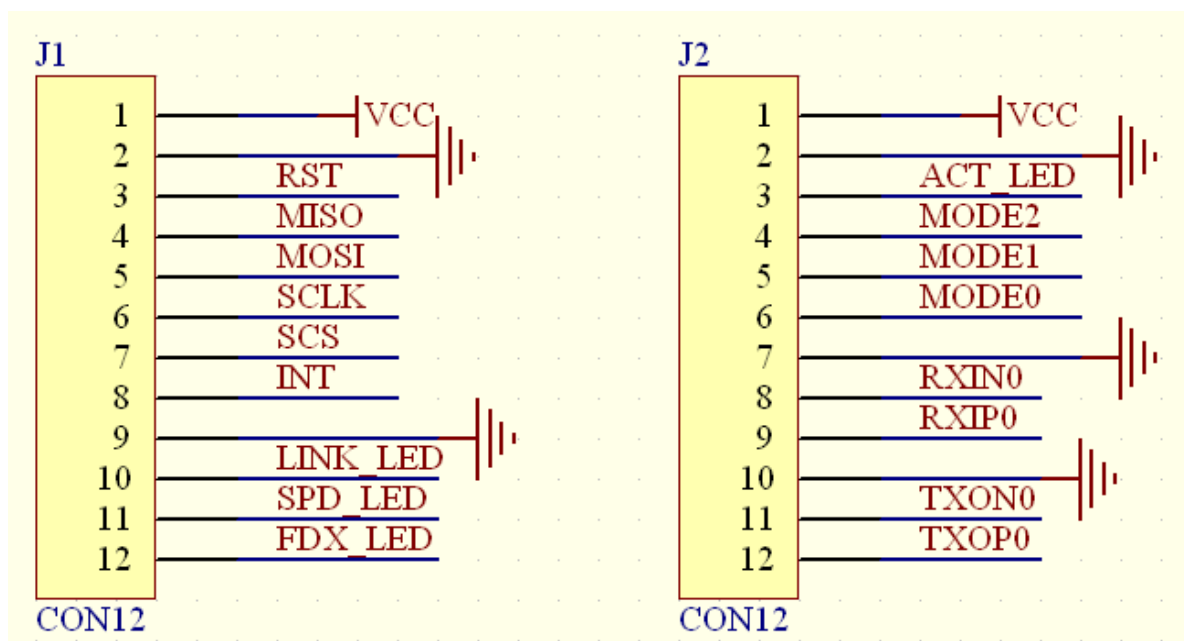 J1
1 VCC
2
RST
3
MISO
4
MOSI
5
SCLK
6
SCS
7
INT
8
9
LINK_LED
10
SPD_LED
11
FDX_LED
12
CON12
J2
1 VCC
2
ACT_LED
3
MODE2
4
MODE1
5
MODE0
6
7
RXIN0
8
RXIP0
9
10
TXON0
11
TXOP0
12
CON12